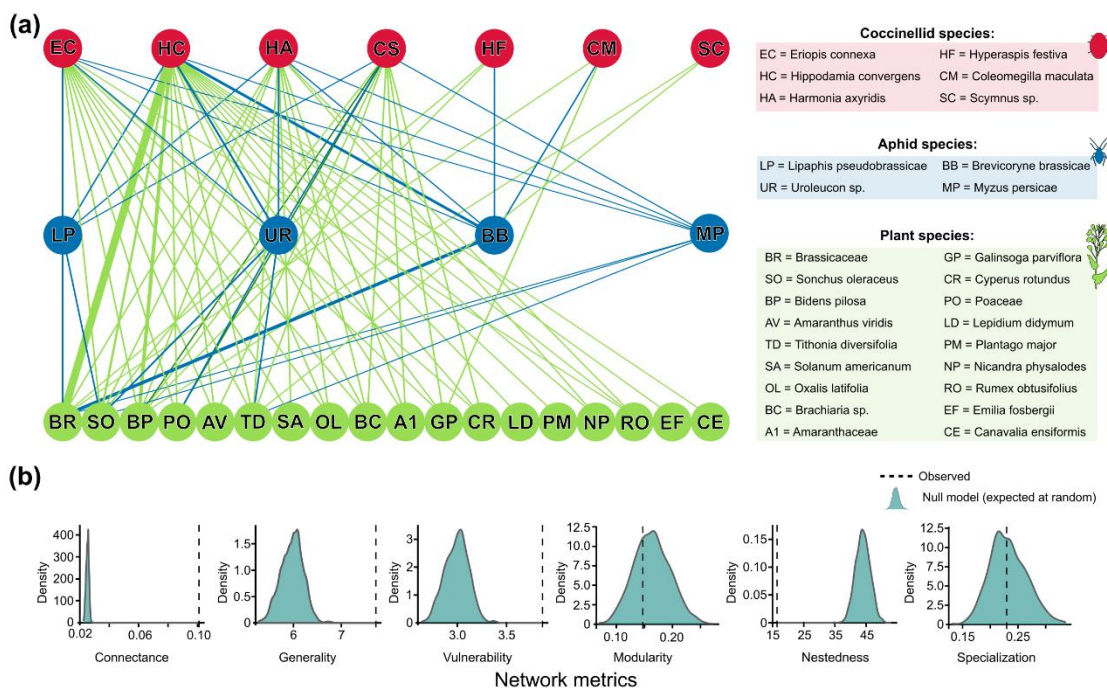 (a)
EC HC HA CS HF CM SC
LP UR BB MP
BR SO BP PO AV TD SA OL BC A1 GP CR LD PM NP RO EF CE
Coccinellid species:
EC = Eriopis connexa HF = Hyperaspis festiva
HC = Hippodamia convergens CM = Coleomegilla maculata
HA = Harmonia axyridis SC = Scymnus sp.
Aphid species:
LP = Lipaphis pseudobrassicae BB = Brevicoryne brassicae
UR = Uroleucon sp. MP = Myzus persicae
Plant species:
BR = Brassicaceae GP = Galinsoga parviflora
SO = Sonchus oleraceus CR = Cyperus rotundus
BP = Bidens pilosa PO = Poaceae
AV = Amaranthus viridis LD = Lepidium didymum
TD = Tithonia diversifolia PM = Plantago major
SA = Solanum americanum NP = Nicandra physalodes
OL = Oxalis latifolia RO = Rumex obtusifolius
BC = Brachiaria sp. EF = Emilia fosbergii
A1 = Amaranthaceae CE = Canavalia ensiformis
(b)
Observed
Null model (expected at random)
Density
400
300
200
100
0
0.02 0.06 0.10
Connectance
Density
1.5
1.0
0.5
0.0
6 7
Generality
Density
3
2
1
0
3.0 3.5
Vulnerability
Density
12.5
10.0
7.5
5.0
2.5
0.0
0.10 0.20
Modularity
Density
0.15
0.10
0.05
0.00
15 25 35 45
Nestedness
Density
12.5
10.0
7.5
5.0
2.5
0.0
0.15 0.25
Specialization
Network metrics